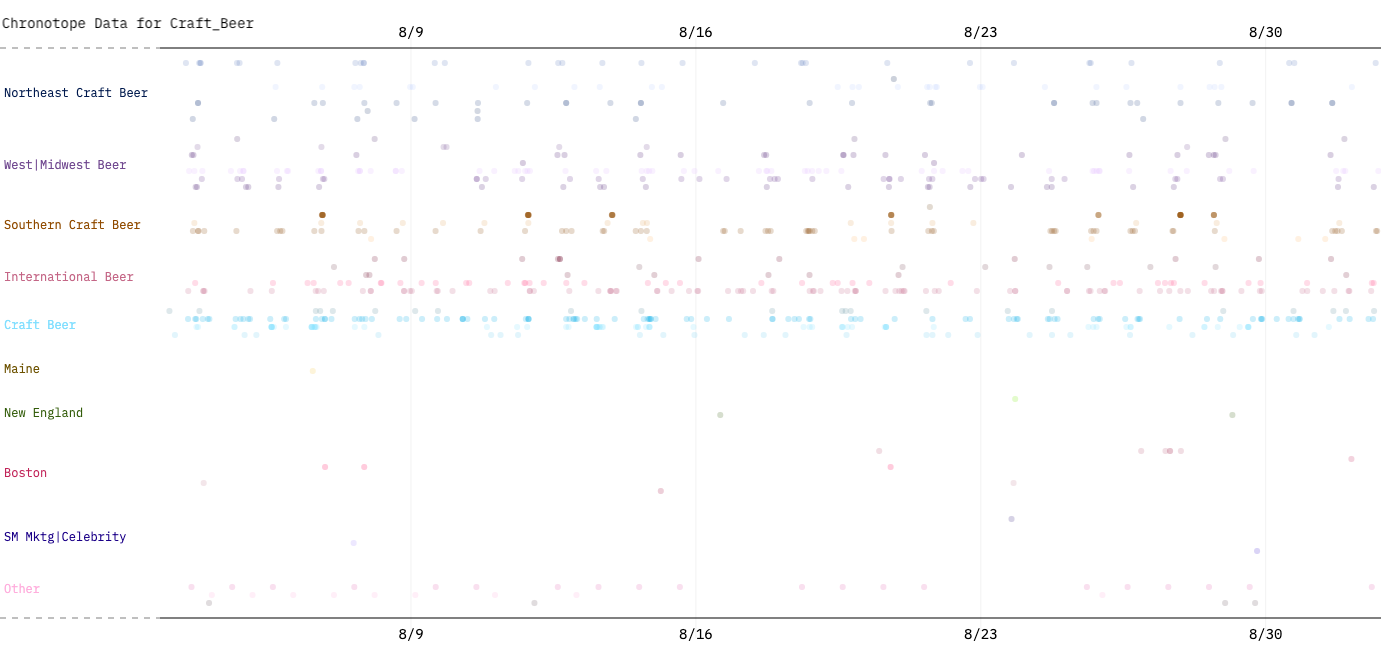 Chronotope Data for Craft_Beer
8/9 8/16 8/23 8/30
Northeast Craft Beer
West|Midwest Beer
Southern Craft Beer
International Beer
Craft Beer
Maine
New England
Boston
SM Mktg|Celebrity
Other
8/9 8/16 8/23 8/30